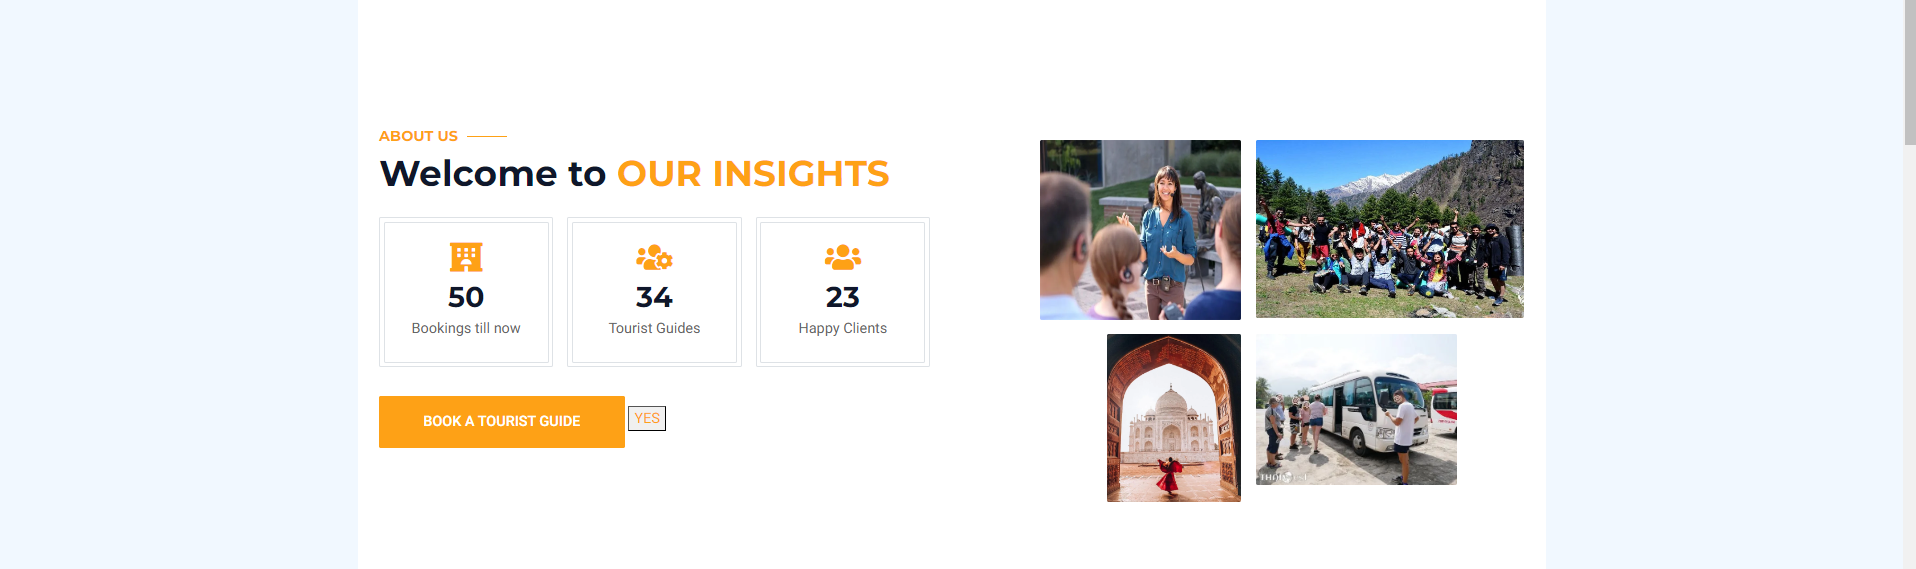 ABOUT US
Welcome to OUR INSIGHTS
50
Bookings till now
34
Tourist Guides
23
Happy Clients
BOOK A TOURIST GUIDE
YES